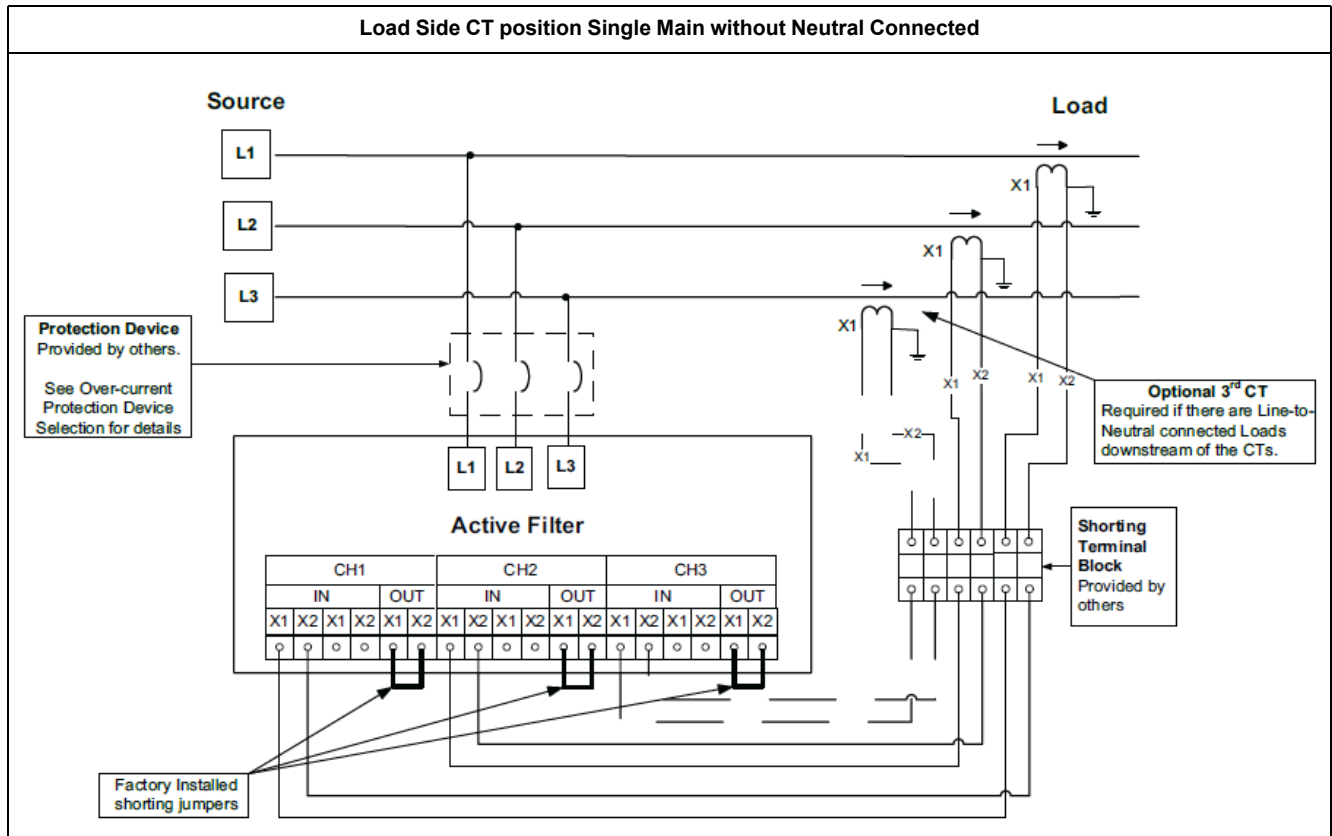 Load Side CT position Single Main without Neutral Connected
Source
Load
L1
X1
L2
X1
L3
X1
Protection Device
Provided by others.
See Over-current
Protection Device
Selection for details
X1 X2 X1 X2
Optional 3rd CT
Required if there are Line-to-
Neutral connected Loads
downstream of the CTs.
X2
X1
L1 L2 L3
Active Filter
Shorting
Terminal
Block
Provided by
others
CH1 CH2 CH3
IN OUT IN OUT IN OUT
X1 X2 X1 X2 X1 X2 X1 X2 X1 X2 X1 X2 X1 X2 X1 X2 X1 X2
Factory Installed
shorting jumpers